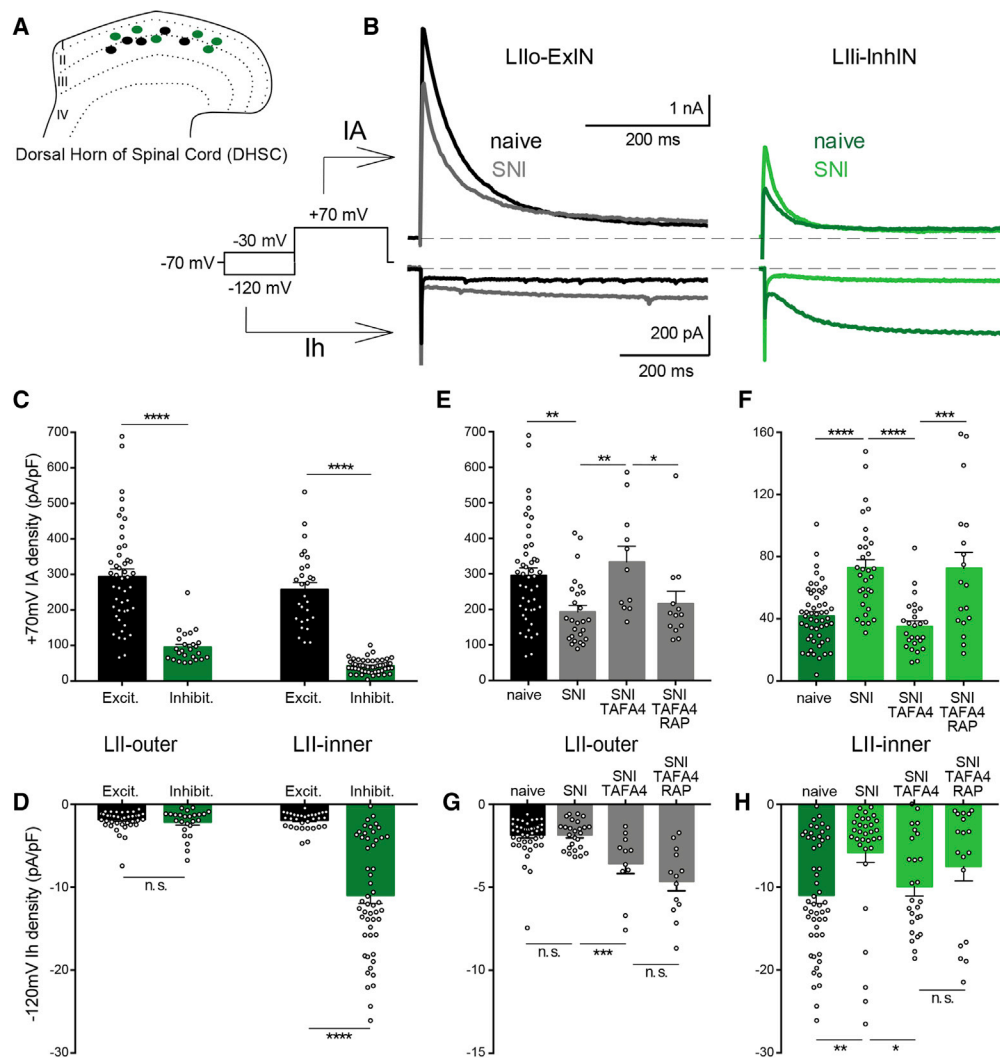 A
I
II
III
IV
Dorsal Horn of Spinal Cord (DHSC)
IA
+70 mV
-30 mV
-70 mV
-120 mV
Ih
B
LIIo-ExIN
LIIi-InhIN
1 nA
200 ms
naive
SNI
naive
SNI
200 pA
200 ms
C
+70mV IA density (pA/pF)
800
700
600
500
400
300
200
100
0
****
****
Excit.
Inhibit.
Excit.
Inhibit.
LII-outer
LII-inner
E
700
600
500
400
300
200
100
0
**
**
*
naive
SNI
SNI
TAFA4
SNI
TAFA4
RAP
LII-outer
F
160
120
80
40
0
****
****
***
naive
SNI
SNI
TAFA4
SNI
TAFA4
RAP
LII-inner
D
-120mV Ih density (pA/pF)
Excit.
Inhibit.
Excit.
Inhibit.
0
-10
-20
-30
n.s.
****
G
naive
SNI
SNI
TAFA4
SNI
TAFA4
RAP
0
-5
-10
-15
n.s.
***
n.s.
H
naive
SNI
SNI
TAFA4
SNI
TAFA4
RAP
0
-10
-20
-30
n.s.
**
*